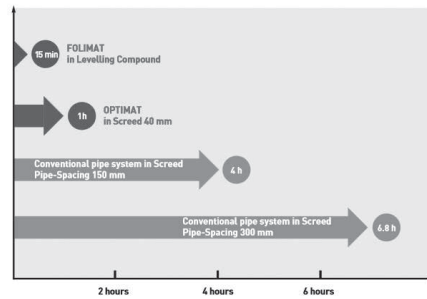 15 min
FOLIMAT
in Levelling Compound
1 h
OPTIMAT
in Screed 40 mm
Conventional pipe system in Screed
Pipe-Spacing 150 mm
4 h
Conventional pipe system in Screed
Pipe-Spacing 300 mm
6.8 h
2 hours
4 hours
6 hours